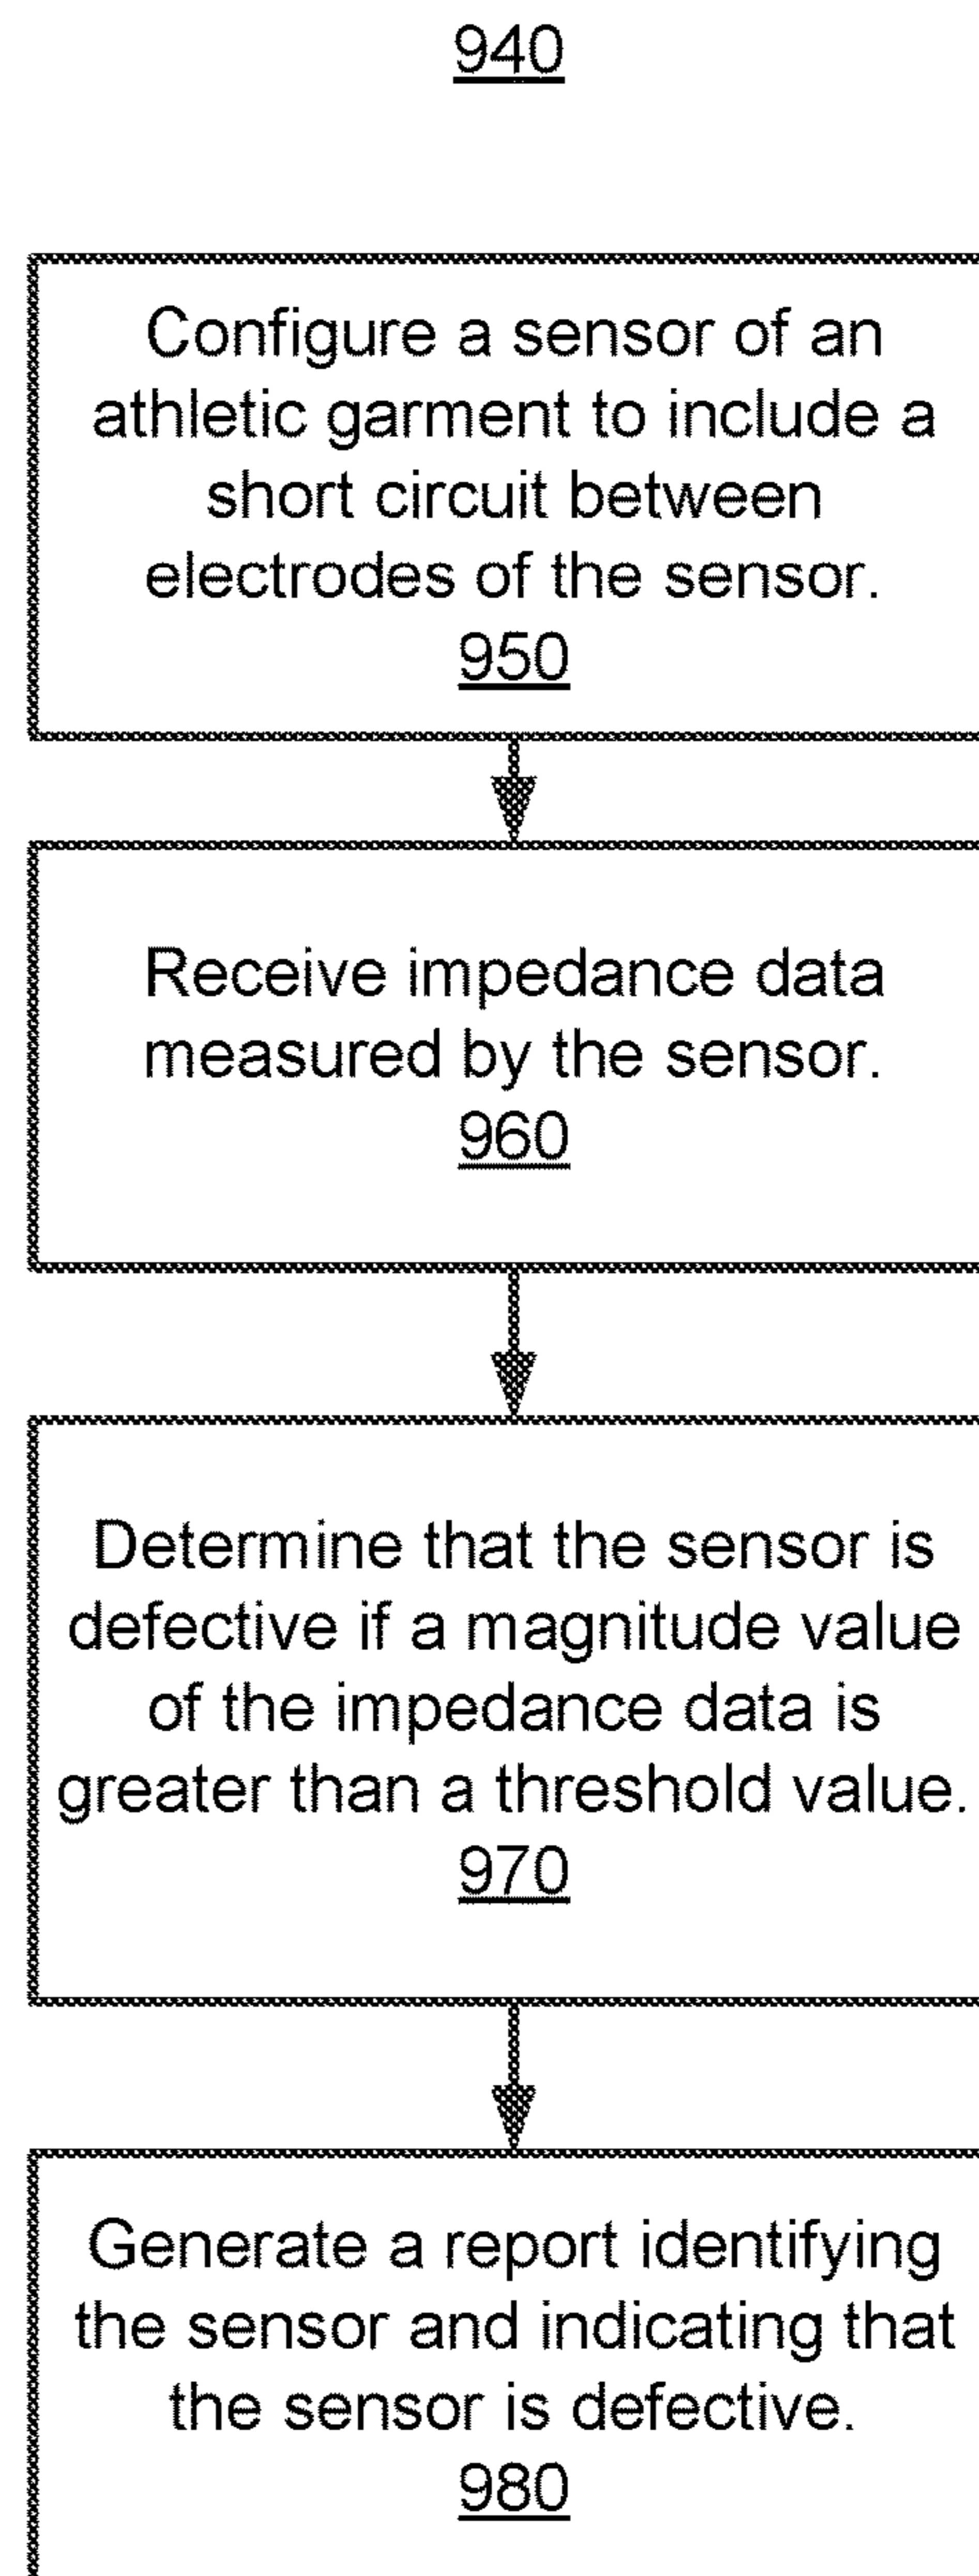 940
Configure a sensor of an
athletic garment to include a
short circuit between
electrodes of the sensor.
950
Receive impedance data
measured by the sensor.
960
Determine that the sensor is
defective if a magnitude value
of the impedance data is
greater than a threshold value.
970
Generate a report identifying
the sensor and indicating that
the sensor is defective.
980